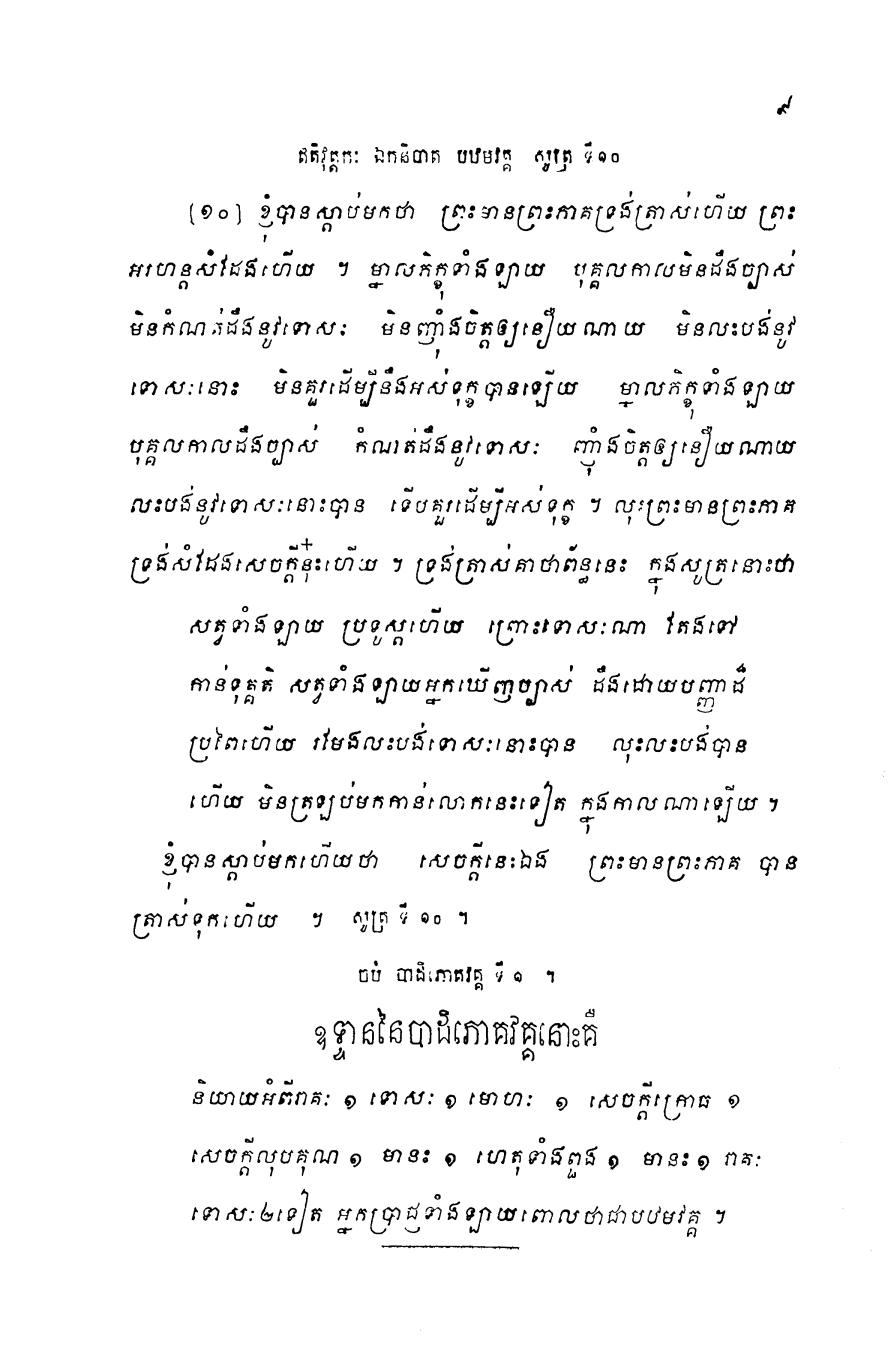 ៩
ឥតិវុត្តកៈ ឯកនិបាត បឋមវគ្គ សូត្រ ទី១០
(១០) ខ្ញុំបានស្តាប់មកថា ព្រះមានព្រះភាគទ្រង់ត្រាស់ហើយ ព្រះ
អរហន្តសំដែងហើយ ។ ម្នាលភិក្ខុទាំងឡាយ បុគ្គលកាលមិនដឹងច្បាស់
មិនកំណត់ដឹងនូវទោសៈ មិនញ៉ាំងចិត្តឲ្យនឿយណាយ មិនលះបង់នូវ
ទោសៈនោះ មិនគួរដើម្បីនឹងអស់ទុក្ខបានឡើយ ម្នាលភិក្ខុទាំងឡាយ
បុគ្គលកាលដឹងច្បាស់ កំណត់ដឹងនូវទោសៈ ញ៉ាំងចិត្តឲ្យនឿយណាយ
លះបង់នូវទោសៈនោះបាន ទើបគួរដើម្បីអស់ទុក្ខ ។ លុះព្រះមានព្រះភាគ
ទ្រង់សំដែងសេចក្តីនុ៎ះហើយ ។ ទ្រង់ត្រាស់គាថាព័ន្ធនេះ ក្នុងសូត្រនោះថា
សត្វទាំងឡាយ ប្រទូស្តហើយ ព្រោះទោសៈណា តែងទៅ
កាន់ទុគ្គតិ សត្វទាំងឡាយអ្នកឃើញច្បាស់ ដឹងដោយបញ្ញាដ៏
ប្រពៃហើយ រមែងលះបង់ទោសៈនោះបាន លុះលះបង់បាន
ហើយ មិនត្រឡប់មកកាន់លោកនេះទៀត ក្នុងកាលណាឡើយ ។
ខ្ញុំបានស្តាប់មកហើយថា សេចក្តីនេះឯង ព្រះមានព្រះភាគ បាន
ត្រាស់ទុកហើយ ។ សូត្រ ទី ១០ ។
ចប់ បាដិភោគវគ្គ ទី ១ ។
ឧទ្ទាននៃបាដិភោគវគ្គនោះគឺ
និយាយអំពីរាគៈ ១ ទោសៈ ១ មោហៈ ១ សេចក្តីក្រោធ ១
សេចក្តីលុបគុណ ១ មានះ ១ ហេតុទាំងពួង ១ មានះ ១ រាគៈ
ទោសៈ២ទៀត អ្នកប្រាជ្ញទាំងឡាយពោលថាជាបឋមវគ្គ ។